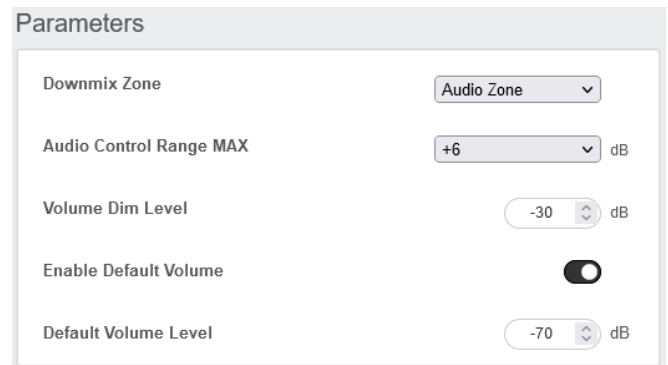 Parameters
Downmix Zone Audio Zone
Audio Control Range MAX +6 dB
Volume Dim Level -30 dB
Enable Default Volume
Default Volume Level -70 dB